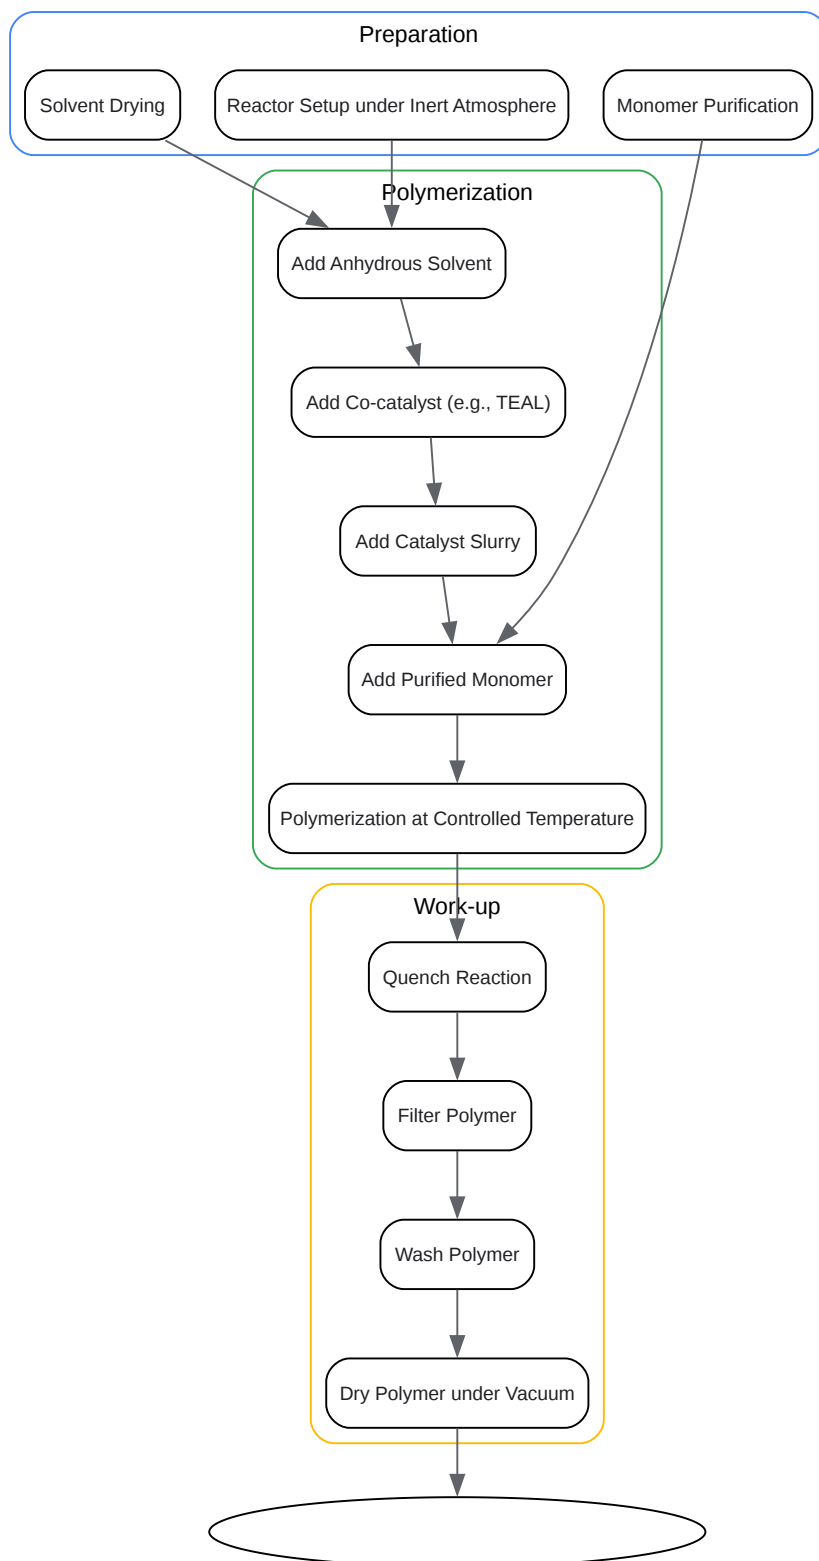 Preparation
Solvent Drying
Reactor Setup under Inert Atmosphere
Monomer Purification
Polymerization
Add Anhydrous Solvent
Add Co-catalyst (e.g., TEAL)
Add Catalyst Slurry
Add Purified Monomer
Polymerization at Controlled Temperature
Work-up
Quench Reaction
Filter Polymer
Wash Polymer
Dry Polymer under Vacuum